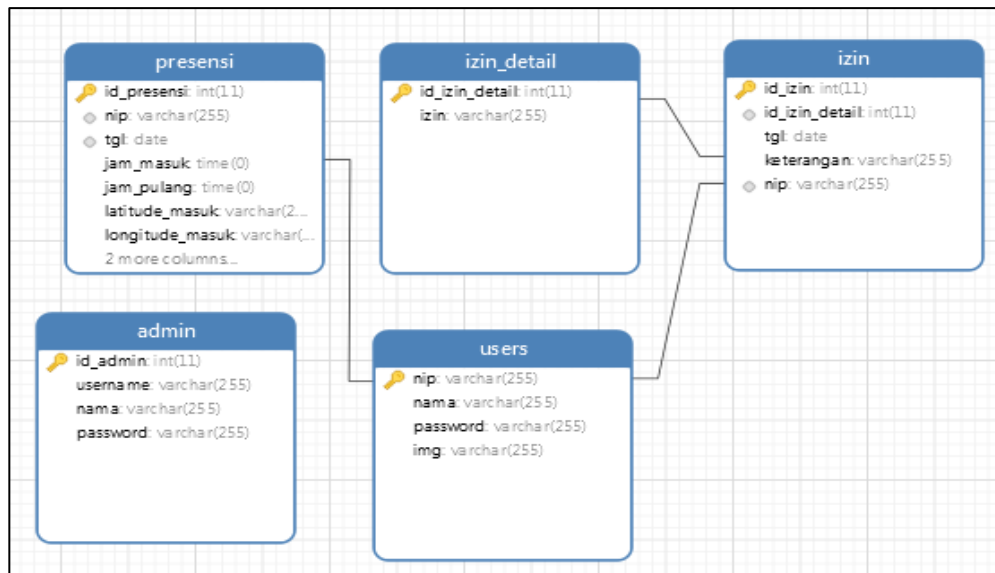 presensi
id_presensi: int(11)
nip: varchar(255)
tgl: date
jam_masuk: time(0)
jam_pulang: time(0)
latitude_masuk: varchar(2...
longitude_masuk: varchar(...
2 more columns...
izin_detail
id_izin_detail: int(11)
izin: varchar(255)
izin
id_izin: int(11)
id_izin_detail: int(11)
tgl: date
keterangan: varchar(255)
nip: varchar(255)
admin
id_admin: int(11)
username: varchar(255)
nama: varchar(255)
password: varchar(255)
users
nip: varchar(255)
nama: varchar(255)
password: varchar(255)
img: varchar(255)